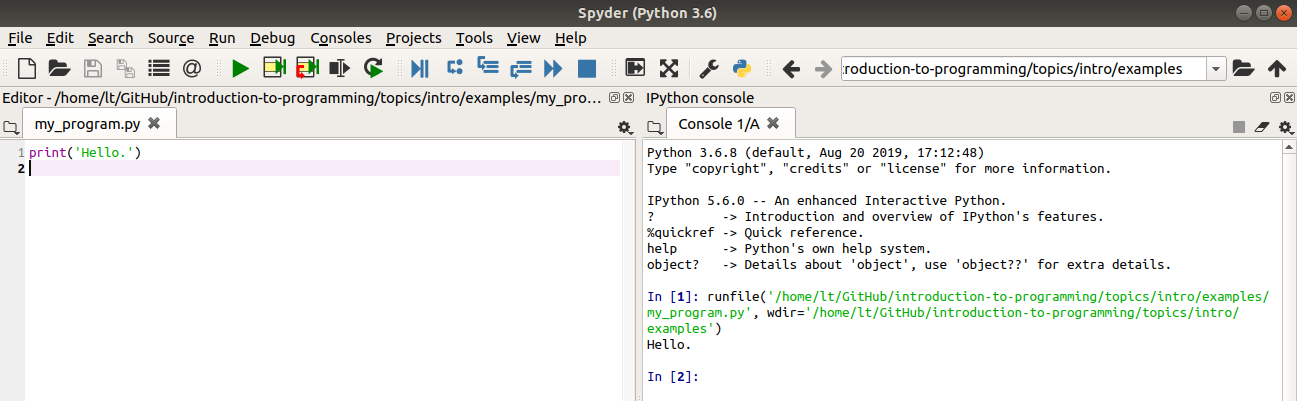 Spyder (Python 3.6)
File Edit Search Source Run Debug Consoles Projects Tools View Help
@
:roduction-to-programming/topics/intro/examples
Editor - /home/lt/GitHub/introduction-to-programming/topics/intro/examples/my_pro...
my_program.py
1 print('Hello.')
2
IPython console
Console 1/A
Python 3.6.8 (default, Aug 20 2019, 17:12:48)
Type "copyright", "credits" or "license" for more information.
IPython 5.6.0 -- An enhanced Interactive Python.
?         -> Introduction and overview of IPython's features.
%quickref -> Quick reference.
help      -> Python's own help system.
object?   -> Details about 'object', use 'object??' for extra details.
In [1]: runfile('/home/lt/GitHub/introduction-to-programming/topics/intro/examples/
my_program.py', wdir='/home/lt/GitHub/introduction-to-programming/topics/intro/
examples')
Hello.
In [2]: